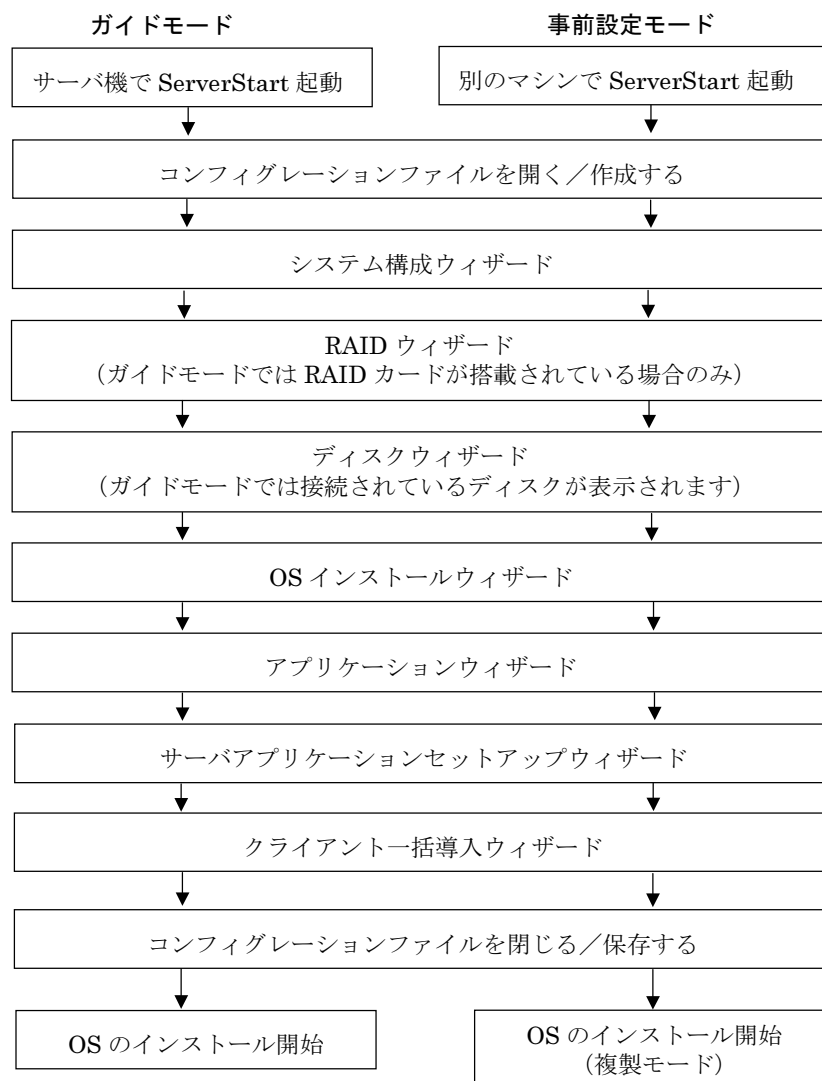 ガイドモード
事前設定モード
サーバ機で ServerStart 起動
別のマシンで ServerStart 起動
コンフィグレーションファイルを開く／作成する
システム構成ウィザード
RAID ウィザード
（ガイドモードでは RAID カードが搭載されている場合のみ）
ディスクウィザード
（ガイドモードでは接続されているディスクが表示されます）
OS インストールウィザード
アプリケーションウィザード
サーバアプリケーションセットアップウィザード
クライアント一括導入ウィザード
コンフィグレーションファイルを閉じる／保存する
OS のインストール開始
OS のインストール開始
（複製モード）